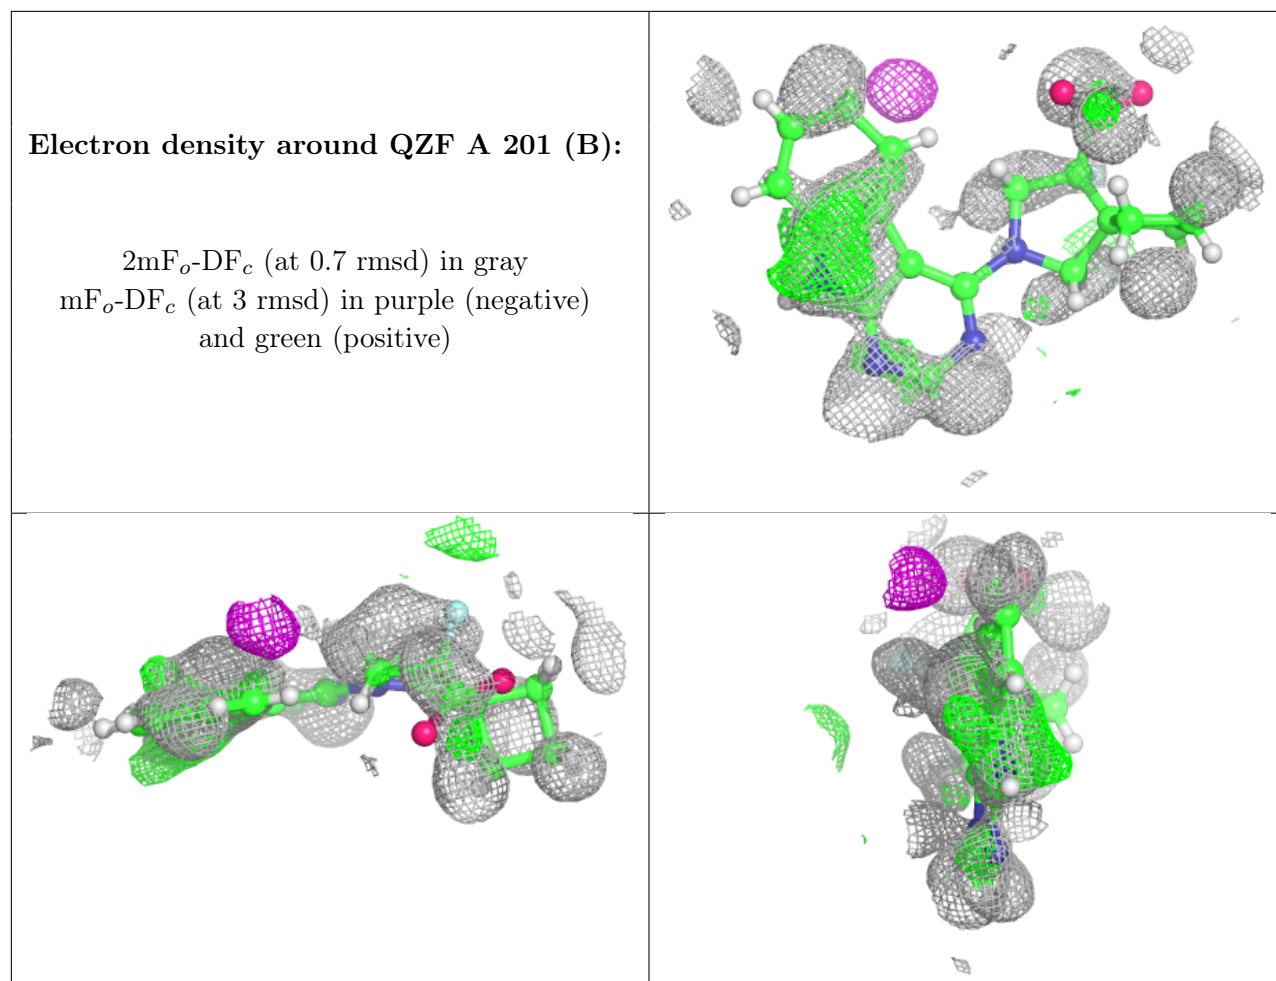 Electron density around QZF A 201 (B):
2mFo-DFc (at 0.7 rmsd) in gray
mFo-DFc (at 3 rmsd) in purple (negative)
and green (positive)